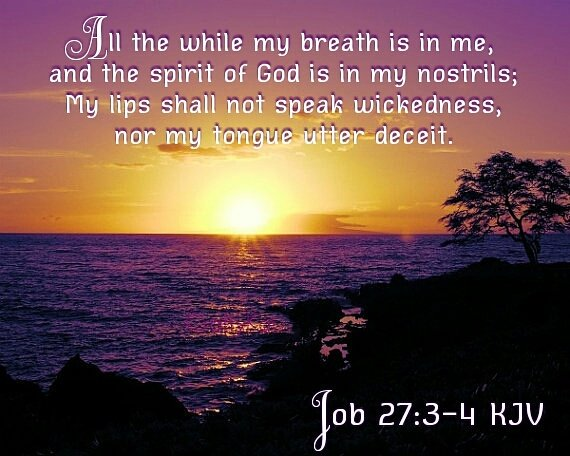 All the while my breath is in me,
and the spirit of God is in my nostrils;
My lips shall not speak wickedness,
nor my tongue utter deceit.
Job 27:3-4 KJV